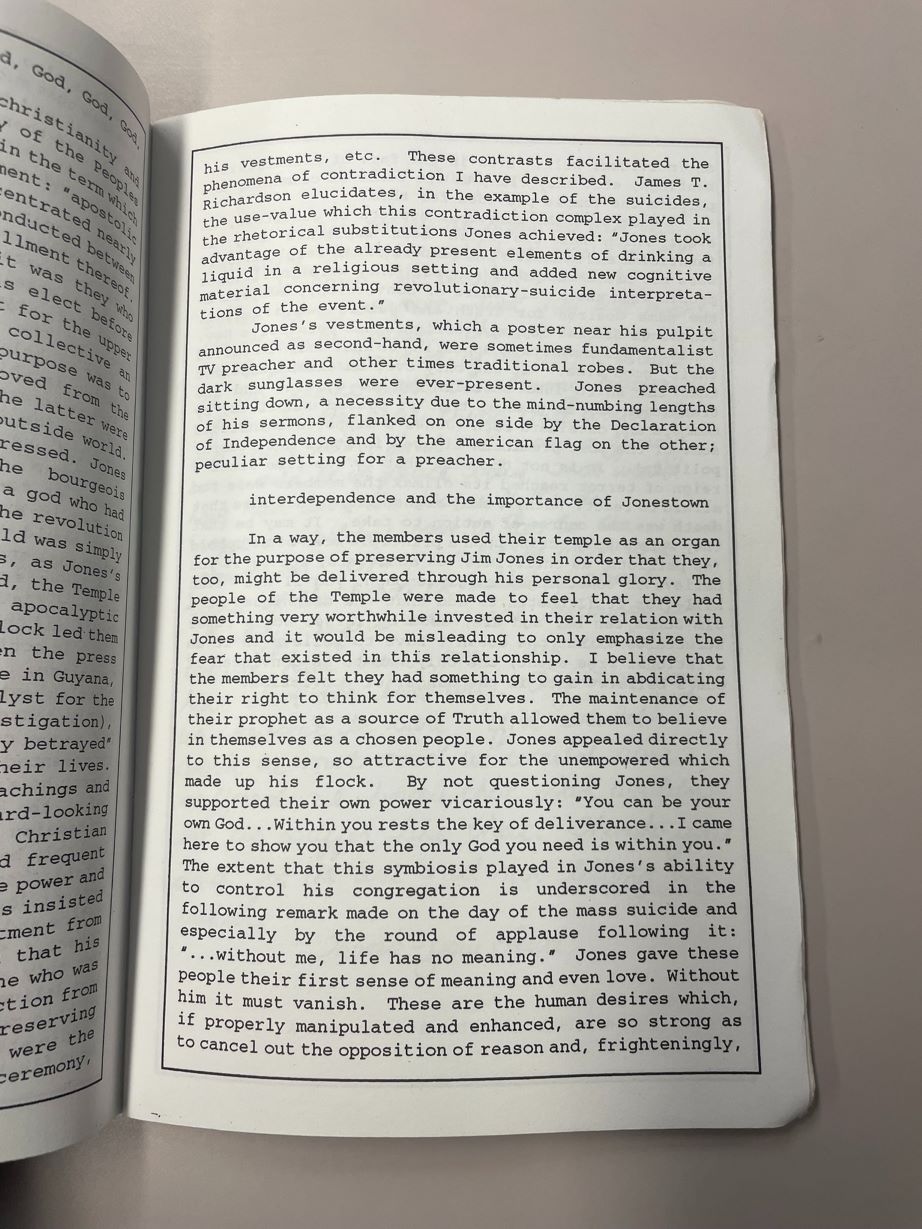 d, God, God, God, God,
christianity and
y of the Peoples
in the term which
ment: "apostolic
centrated nearly
onducted between
illment thereof.
it was they who
s elect before
t for the upper
collective an
purpose was to
oved from the
he latter were
outside world.
ressed. Jones
he bourgeois
a god who had
he revolution
ld was simply
s, as Jones's
d, the Temple
apocalyptic
lock led them
en the press
e in Guyana,
lyst for the
stigation),
y betrayed"
heir lives.
achings and
ard-looking
Christian
d frequent
e power and
s insisted
tment from
that his
ne who was
ction from
reserving
were the
ceremony,
his vestments, etc. These contrasts facilitated the
phenomena of contradiction I have described. James T.
Richardson elucidates, in the example of the suicides,
the use-value which this contradiction complex played in
the rhetorical substitutions Jones achieved: "Jones took
advantage of the already present elements of drinking a
liquid in a religious setting and added new cognitive
material concerning revolutionary-suicide interpreta-
tions of the event."
Jones's vestments, which a poster near his pulpit
announced as second-hand, were sometimes fundamentalist
TV preacher and other times traditional robes. But the
dark sunglasses were ever-present. Jones preached
sitting down, a necessity due to the mind-numbing lengths
of his sermons, flanked on one side by the Declaration
of Independence and by the american flag on the other;
peculiar setting for a preacher.
interdependence and the importance of Jonestown
In a way, the members used their temple as an organ
for the purpose of preserving Jim Jones in order that they,
too, might be delivered through his personal glory. The
people of the Temple were made to feel that they had
something very worthwhile invested in their relation with
Jones and it would be misleading to only emphasize the
fear that existed in this relationship. I believe that
the members felt they had something to gain in abdicating
their right to think for themselves. The maintenance of
their prophet as a source of Truth allowed them to believe
in themselves as a chosen people. Jones appealed directly
to this sense, so attractive for the unempowered which
made up his flock. By not questioning Jones, they
supported their own power vicariously: "You can be your
own God...Within you rests the key of deliverance...I came
here to show you that the only God you need is within you."
The extent that this symbiosis played in Jones's ability
to control his congregation is underscored in the
following remark made on the day of the mass suicide and
especially by the round of applause following it:
"...without me, life has no meaning." Jones gave these
people their first sense of meaning and even love. Without
him it must vanish. These are the human desires which,
if properly manipulated and enhanced, are so strong as
to cancel out the opposition of reason and, frighteningly,